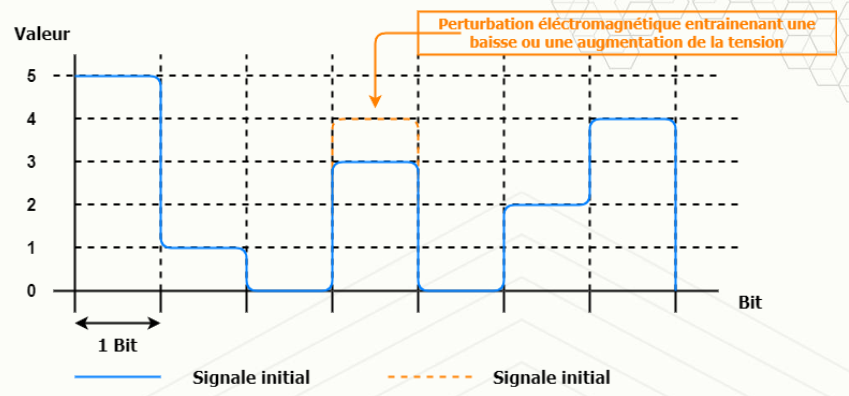 Perturbation éléctromagnétique entrainenant une
baisse ou une augmentation de la tension
Valeur
5
4
3
2
1
0
Bit
1 Bit
Signale initial
Signale initial